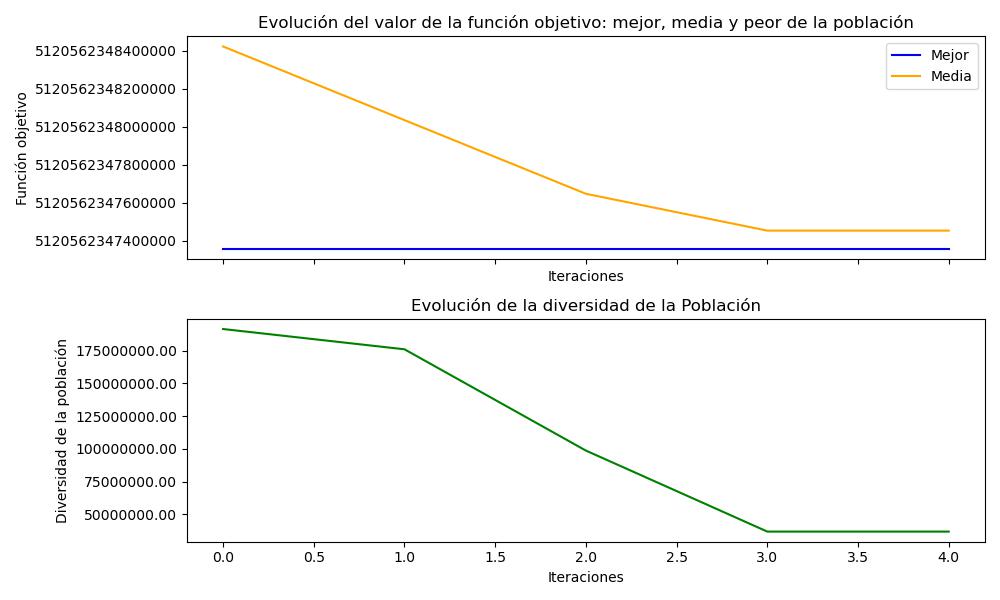 Evolución del valor de la función objetivo: mejor, media y peor de la población
Mejor
Media
Función objetivo
5120562348400000
5120562348200000
5120562348000000
5120562347800000
5120562347600000
5120562347400000
Iteraciones
Evolución de la diversidad de la Población
Diversidad de la población
175000000.00
150000000.00
125000000.00
100000000.00
75000000.00
50000000.00
0.0 0.5 1.0 1.5 2.0 2.5 3.0 3.5 4.0
Iteraciones